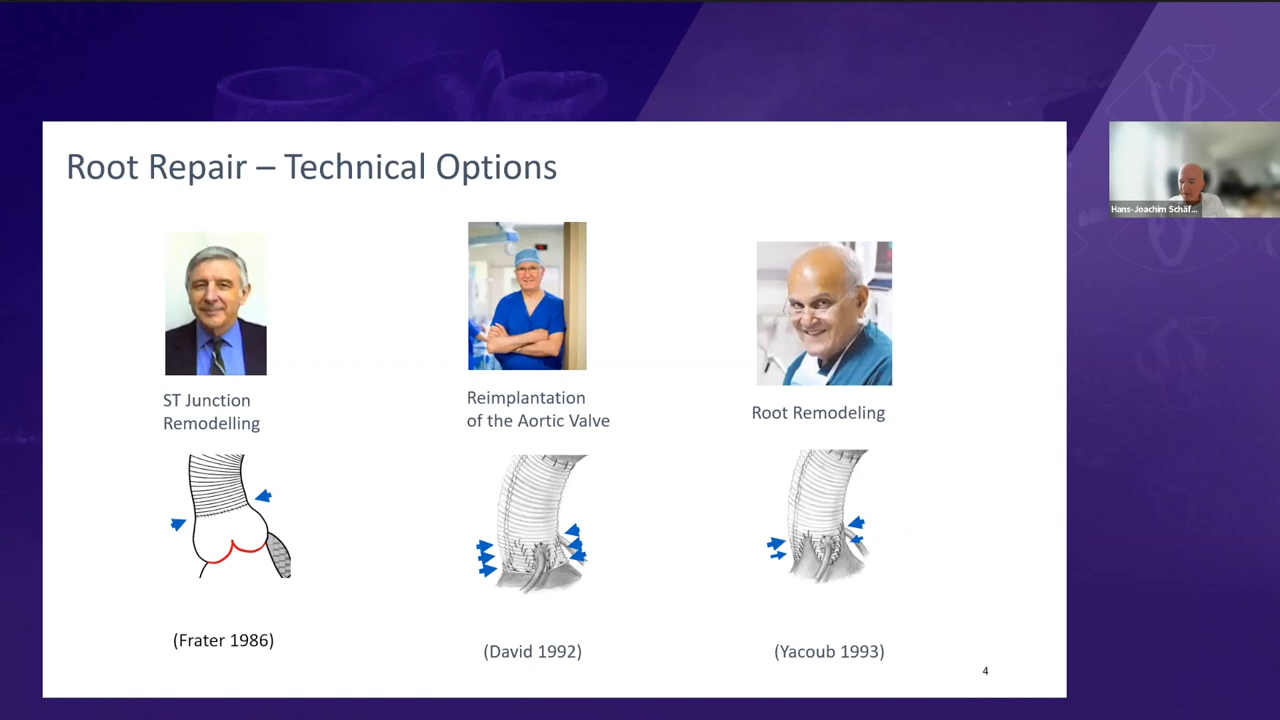 Root Repair – Technical Options
Hans-Joachim Schäf...
ST Junction
Remodelling
Reimplantation
of the Aortic Valve
Root Remodeling
(Frater 1986)
(David 1992)
(Yacoub 1993)
4